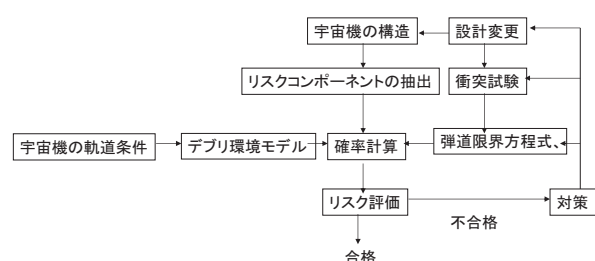 宇宙機の構造
設計変更
リスクコンポーネントの抽出
衝突試験
宇宙機の軌道条件
デブリ環境モデル
確率計算
弾道限界方程式、
リスク評価
対策
不合格
合格